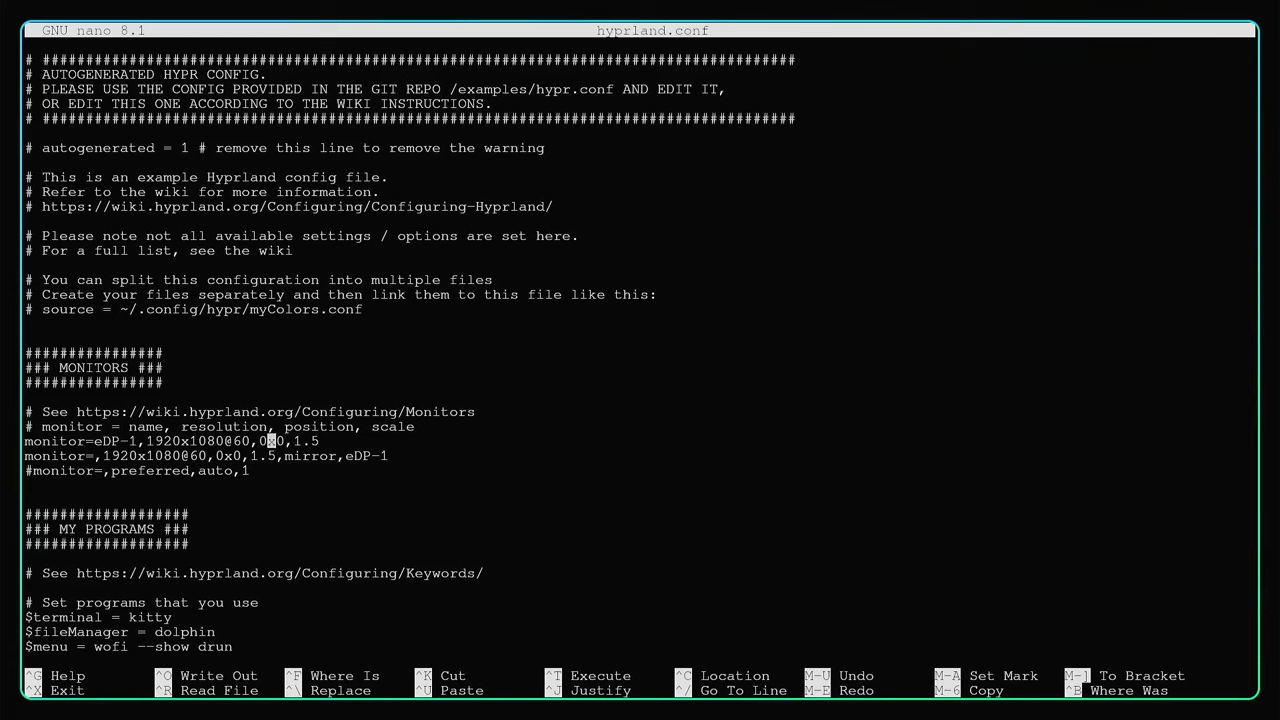 GNU nano 8.1 hyprland.conf
# #######################################################################################
# AUTOGENERATED HYPR CONFIG.
# PLEASE USE THE CONFIG PROVIDED IN THE GIT REPO /examples/hypr.conf AND EDIT IT,
# OR EDIT THIS ONE ACCORDING TO THE WIKI INSTRUCTIONS.
# #######################################################################################
# autogenerated = 1 # remove this line to remove the warning
# This is an example Hyprland config file.
# Refer to the wiki for more information.
# https://wiki.hyprland.org/Configuring/Configuring-Hyprland/
# Please note not all available settings / options are set here.
# For a full list, see the wiki
# You can split this configuration into multiple files
# Create your files separately and then link them to this file like this:
# source = ~/.config/hypr/myColors.conf
################
### MONITORS ###
################
# See https://wiki.hyprland.org/Configuring/Monitors
# monitor = name, resolution, position, scale
monitor=eDP-1,1920x1080@60,0x0,1.5
monitor=,1920x1080@60,0x0,1.5,mirror,eDP-1
#monitor=,preferred,auto,1
###################
### MY PROGRAMS ###
###################
# See https://wiki.hyprland.org/Configuring/Keywords/
# Set programs that you use
$terminal = kitty
$fileManager = dolphin
$menu = wofi --show drun
^G Help ^O Write Out ^F Where Is ^K Cut ^T Execute ^C Location M-U Undo M-A Set Mark M-] To Bracket
^X Exit ^R Read File ^\ Replace ^U Paste ^J Justify ^/ Go To Line M-E Redo M-6 Copy ^B Where Was